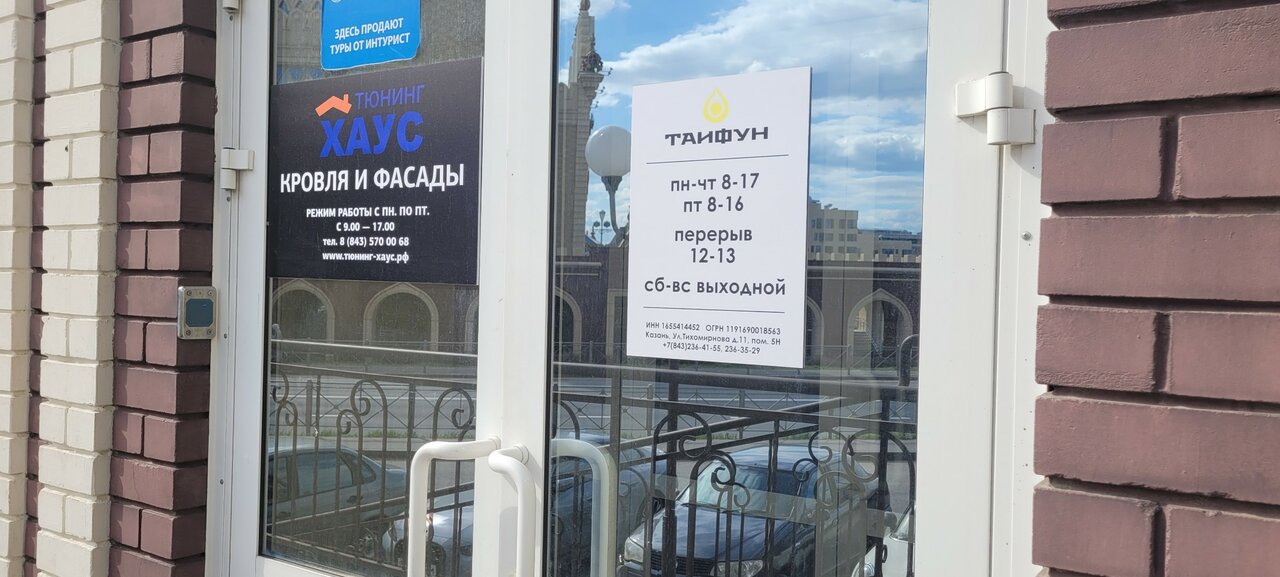 ЗДЕСЬ ПРОДАЮТ
ТУРЫ ОТ ИНТУРИСТ
ТЮНИНГ
ХАУС
КРОВЛЯ И ФАСАДЫ
РЕЖИМ РАБОТЫ С ПН. ПО ПТ.
С 9.00 — 17.00
тел. 8 (843) 570 00 68
www.тюнинг-хаус.рф
ТАЙФУН
пн-чт 8-17
пт 8-16
перерыв
12-13
сб-вс выходной
ИНН 1655414452 ОГРН 1191690018563
Казань, Ул.Тихомирнова д.11, пом. 5Н
+7(843)236-41-55, 236-35-29